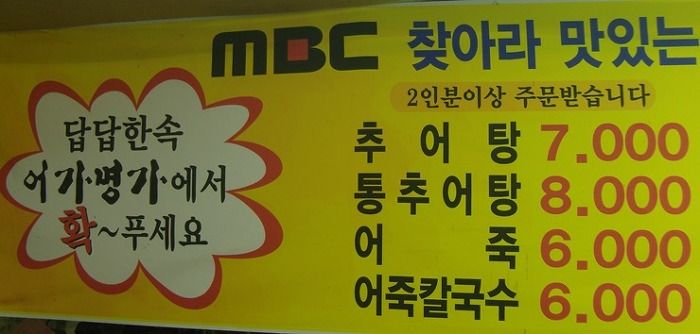 MBC 찾아라 맛있는
2인분이상 주문받습니다
답답한속
어가명가에서
확~푸세요
추어탕 7.000
통추어탕 8.000
어죽 6.000
어죽칼국수 6.000